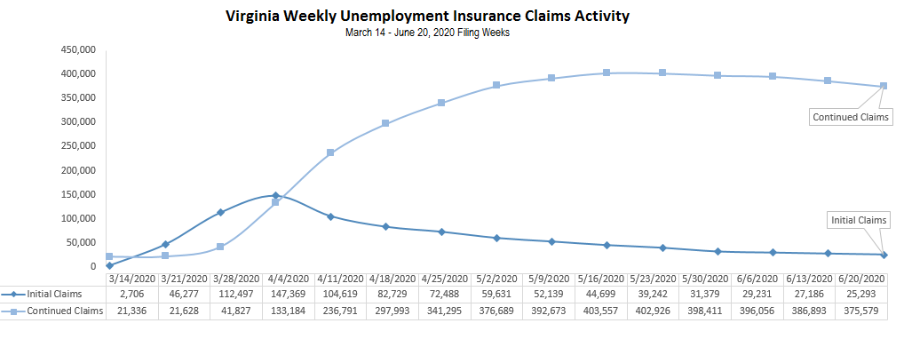 Virginia Weekly Unemployment Insurance Claims Activity
March 14 - June 20, 2020 Filing Weeks
450,000
400,000
350,000
300,000
250,000
200,000
150,000
100,000
50,000
0
Continued Claims
Initial Claims
3/14/2020 3/21/2020 3/28/2020 4/4/2020 4/11/2020 4/18/2020 4/25/2020 5/2/2020 5/9/2020 5/16/2020 5/23/2020 5/30/2020 6/6/2020 6/13/2020 6/20/2020
Initial Claims 2,706 46,277 112,497 147,369 104,619 82,729 72,488 59,631 52,139 44,699 39,242 31,379 29,231 27,186 25,293
Continued Claims 21,336 21,628 41,827 133,184 236,791 297,993 341,295 376,689 392,673 403,557 402,926 398,411 396,056 386,893 375,579